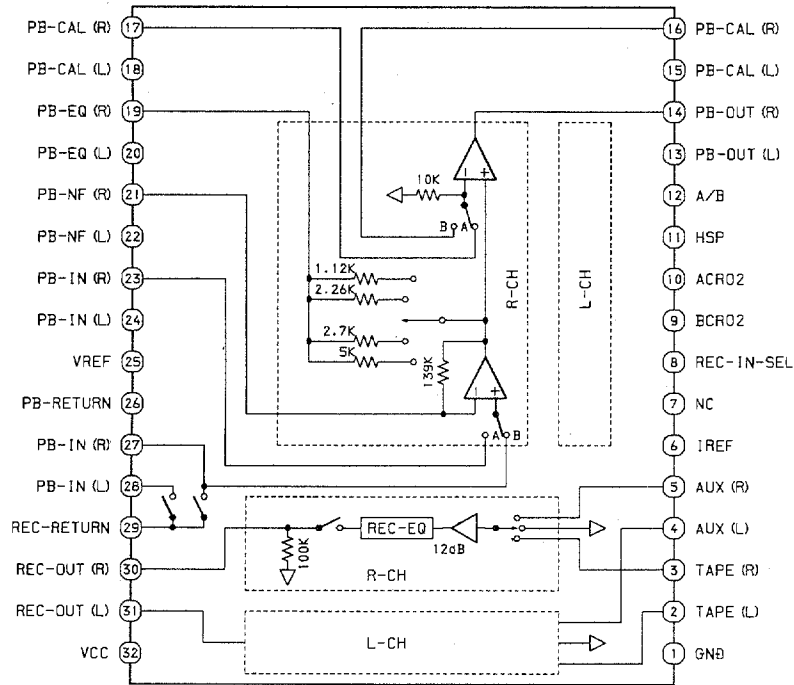 PB-CAL (R) 17
16 PB-CAL (R)
PB-CAL (L) 18
15 PB-CAL (L)
PB-EQ (R) 19
14 PB-OUT (R)
PB-EQ (L) 20
13 PB-OUT (L)
PB-NF (R) 21
12 A/B
PB-NF (L) 22
11 HSP
PB-IN (R) 23
10 ACRO2
PB-IN (L) 24
9 BCRO2
VREF 25
8 REC-IN-SEL
PB-RETURN 26
7 NC
PB-IN (R) 27
6 IREF
PB-IN (L) 28
5 AUX (R)
REC-RETURN 29
4 AUX (L)
REC-OUT (R) 30
3 TAPE (R)
REC-OUT (L) 31
2 TAPE (L)
VCC 32
1 GND
10K
- +
B A
1.12K
2.26K
2.7K
5K
139K
- +
A B
R-CH
L-CH
REC-EQ
12dB
100K
R-CH
L-CH